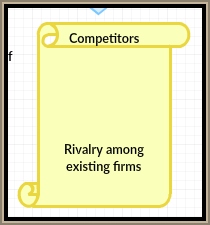 Competitors
f
Rivalry among
existing firms